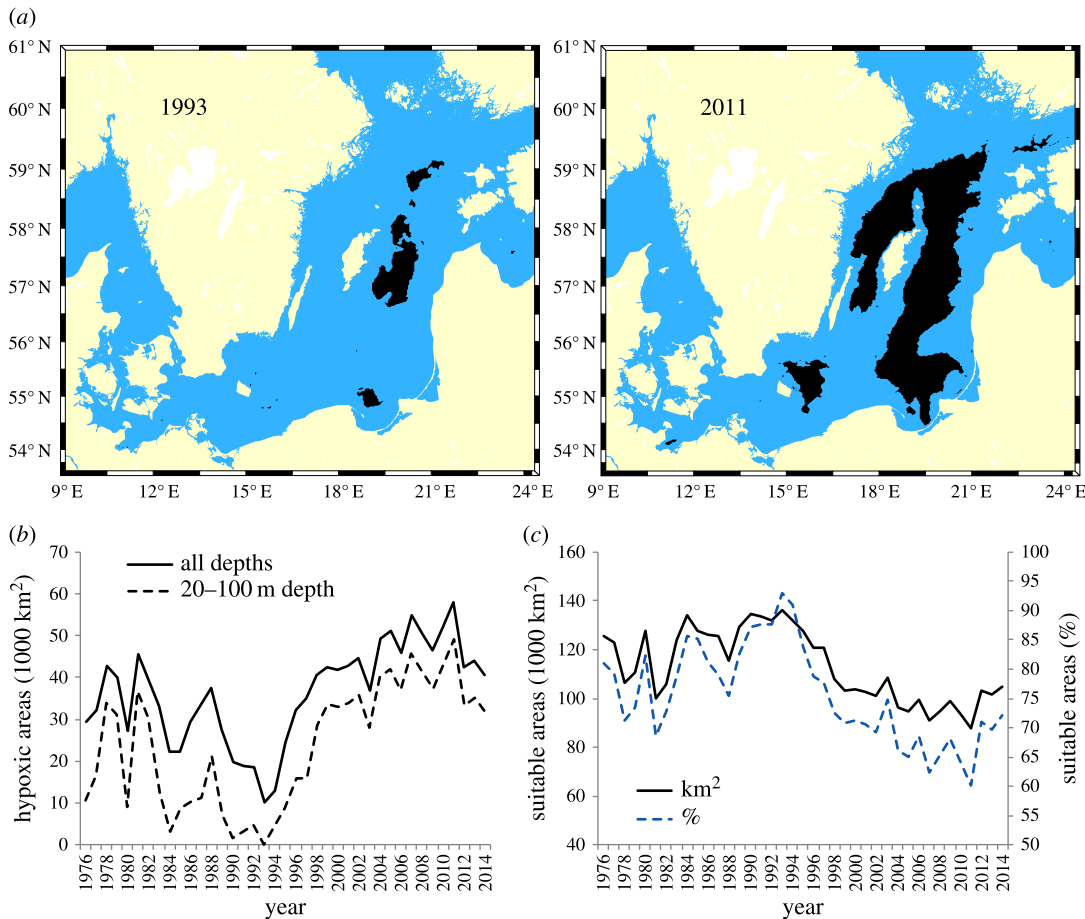 (a)
61° N
60° N
59° N
58° N
57° N
56° N
55° N
54° N
9° E 12° E 15° E 18° E 21° E 24° E
1993
61° N
60° N
59° N
58° N
57° N
56° N
55° N
54° N
9° E 12° E 15° E 18° E 21° E 24° E
2011
(b)
hypoxic areas (1000 km²)
70
60
50
40
30
20
10
0
all depths
20–100 m depth
1976 1978 1980 1982 1984 1986 1988 1990 1992 1994 1996 1998 2000 2002 2004 2006 2008 2010 2012 2014
year
(c)
suitable areas (1000 km²)
160
140
120
100
80
60
40
km²
%
100
95
90
85
80
75
70
65
60
55
50
suitable areas (%)
1976 1978 1980 1982 1984 1986 1988 1990 1992 1994 1996 1998 2000 2002 2004 2006 2008 2010 2012 2014
year